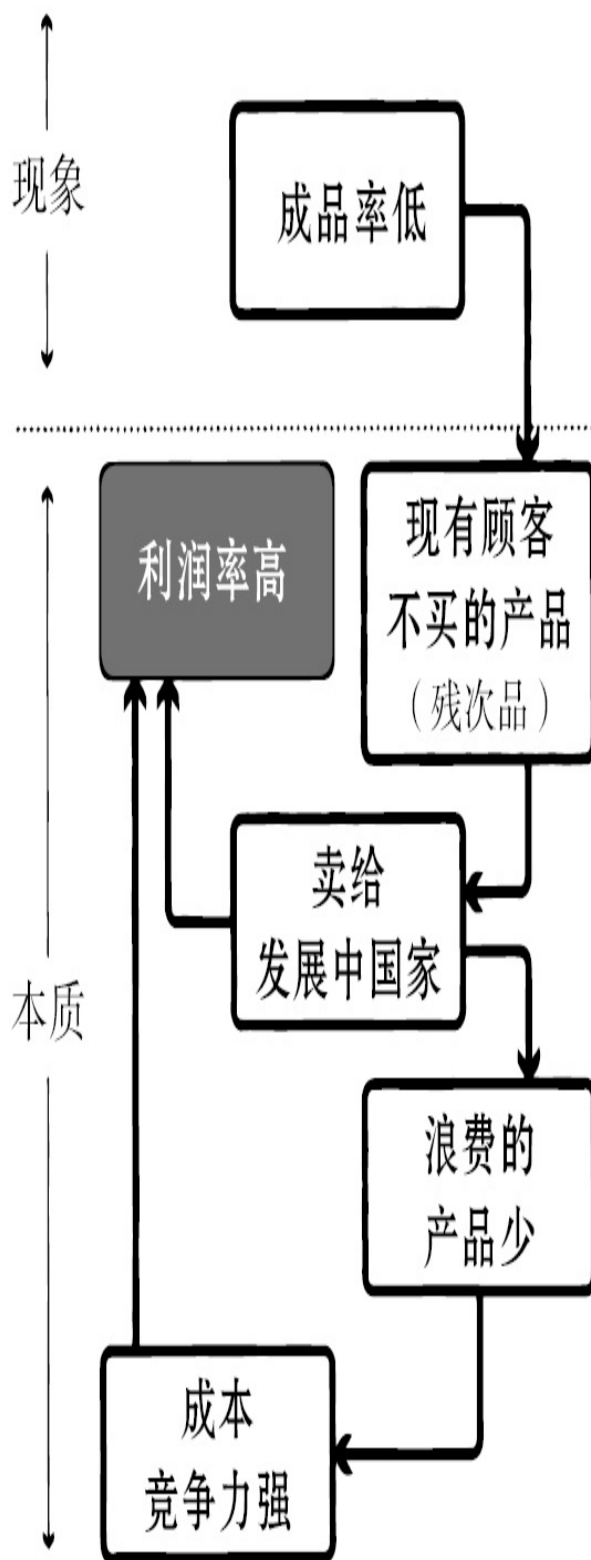 现象
成品率低
利润率高
现有顾客
不买的产品
（残次品）
卖给
发展中国家
本质
浪费的
产品少
成本
竞争力强